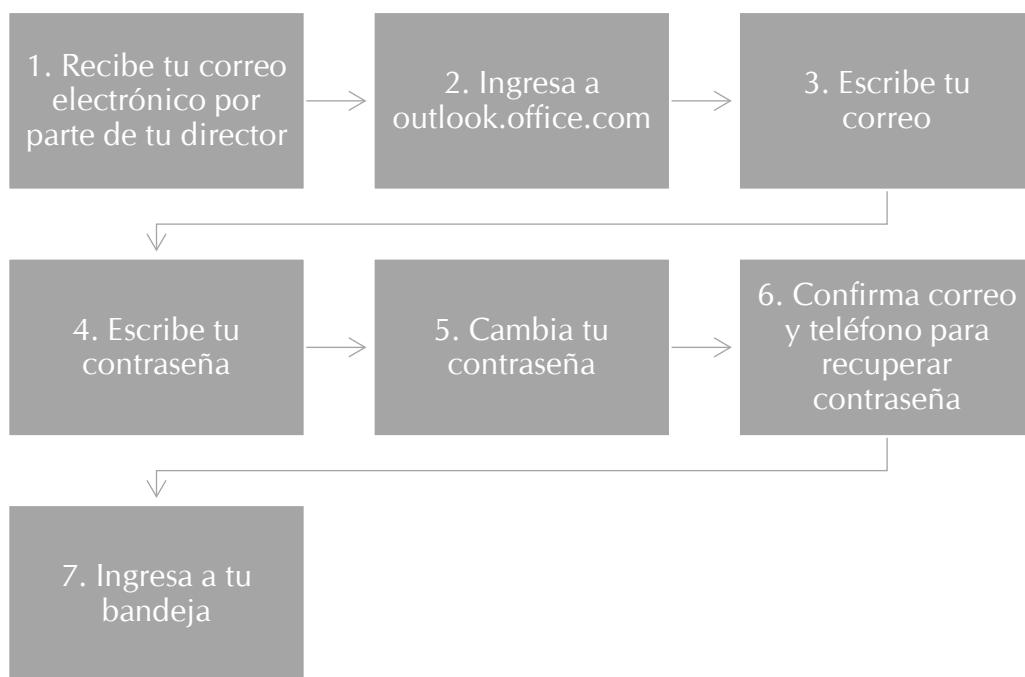 1. Recibe tu correo
electrónico por
parte de tu director
2. Ingresa a
outlook.office.com
3. Escribe tu
correo
4. Escribe tu
contraseña
5. Cambia tu
contraseña
6. Confirma correo
y teléfono para
recuperar
contraseña
7. Ingresa a tu
bandeja